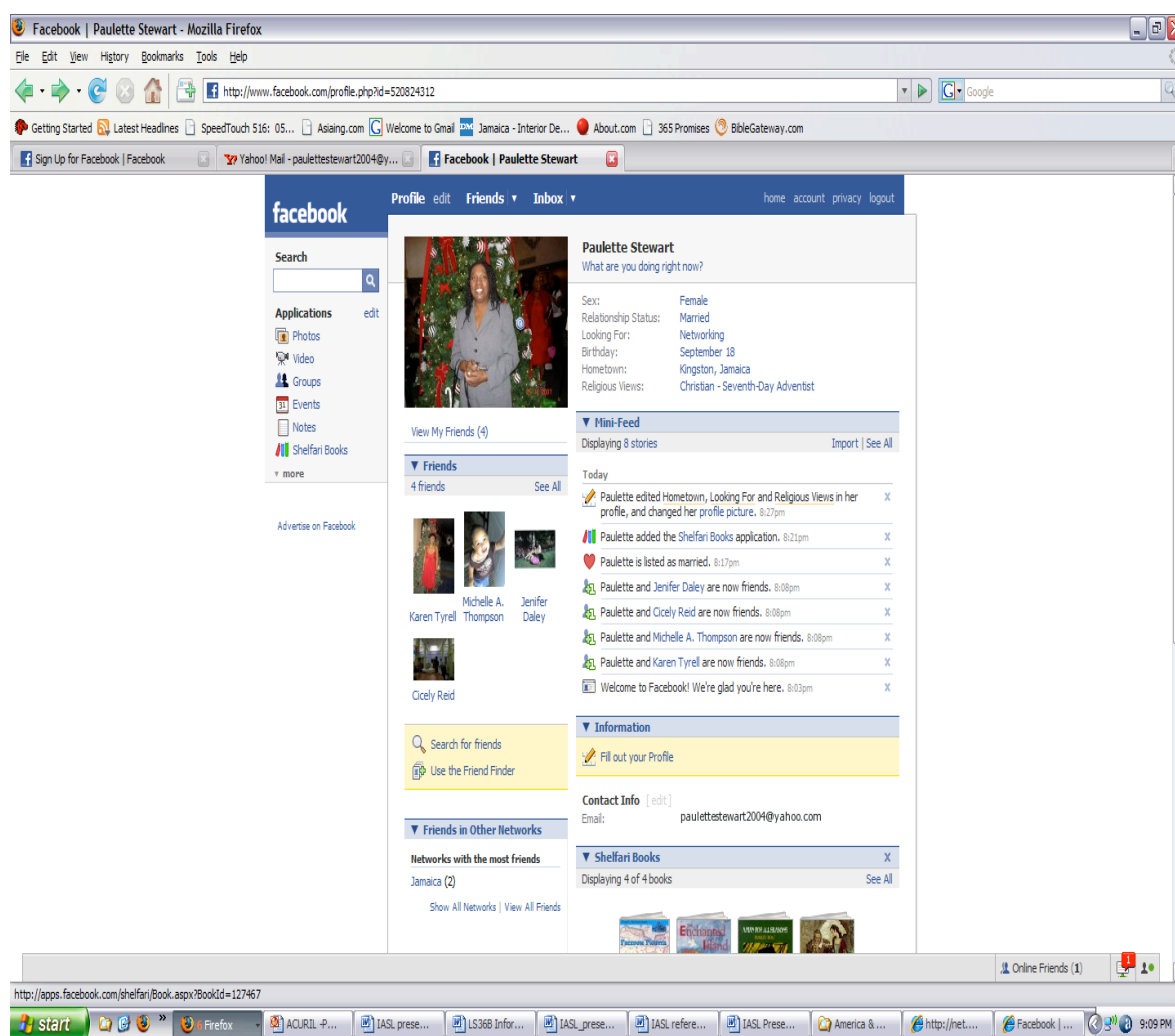 Facebook | Paulette Stewart - Mozilla Firefox
File Edit View History Bookmarks Tools Help
http://www.facebook.com/profile.php?id=520824312
Google
Getting Started Latest Headlines SpeedTouch 516: 05... Asiaing.com Welcome to Gmail Jamaica - Interior De... About.com 365 Promises BibleGateway.com
Sign Up for Facebook | Facebook
Yahoo! Mail - paulettestewart2004@y...
Facebook | Paulette Stewart
facebook
Profile edit Friends Inbox
home account privacy logout
Search
Applications edit
Photos
Video
Groups
31 Events
Notes
Shelfari Books
more
Advertise on Facebook
View My Friends (4)
Friends
4 friends See All
Karen Tyrell
Michelle A. Thompson
Jenifer Daley
Cicely Reid
Search for friends
Use the Friend Finder
Friends in Other Networks
Networks with the most friends
Jamaica (2)
Show All Networks | View All Friends
Paulette Stewart
What are you doing right now?
Sex: Female
Relationship Status: Married
Looking For: Networking
Birthday: September 18
Hometown: Kingston, Jamaica
Religious Views: Christian - Seventh-Day Adventist
Mini-Feed
Displaying 8 stories Import | See All
Today
Paulette edited Hometown, Looking For and Religious Views in her
profile, and changed her profile picture. 8:27pm x
Paulette added the Shelfari Books application. 8:21pm x
Paulette is listed as married. 8:17pm x
Paulette and Jenifer Daley are now friends. 8:08pm x
Paulette and Cicely Reid are now friends. 8:08pm x
Paulette and Michelle A. Thompson are now friends. 8:08pm x
Paulette and Karen Tyrell are now friends. 8:08pm x
Welcome to Facebook! We're glad you're here. 8:03pm x
Information
Fill out your Profile
Contact Info [edit]
Email: paulettestewart2004@yahoo.com
Shelfari Books x
Displaying 4 of 4 books See All
Enchanted
Island
Online Friends (1)
1
http://apps.facebook.com/shelfari/Book.aspx?BookId=127467
start
6 Firefox
ACURIL -P...
IASL prese...
LS36B Infor...
IASL_prese...
IASL refere...
IASL Prese...
America & ...
http://net....
Facebook | ...
9:09 PM